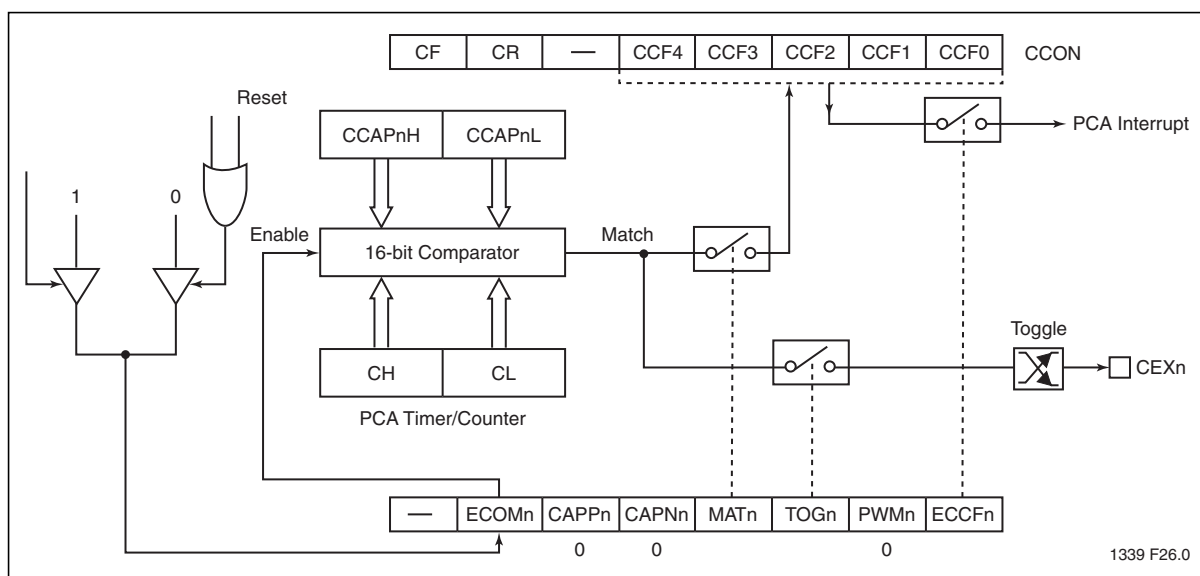 CF CR — CCF4 CCF3 CCF2 CCF1 CCF0 CCON
Reset
CCAPnH CCAPnL
PCA Interrupt
1 0
Enable
16-bit Comparator
Match
Toggle
CH CL
CEXn
PCA Timer/Counter
— ECOMn CAPPn CAPNn MATn TOGn PWMn ECCFn
0 0 0
1339 F26.0